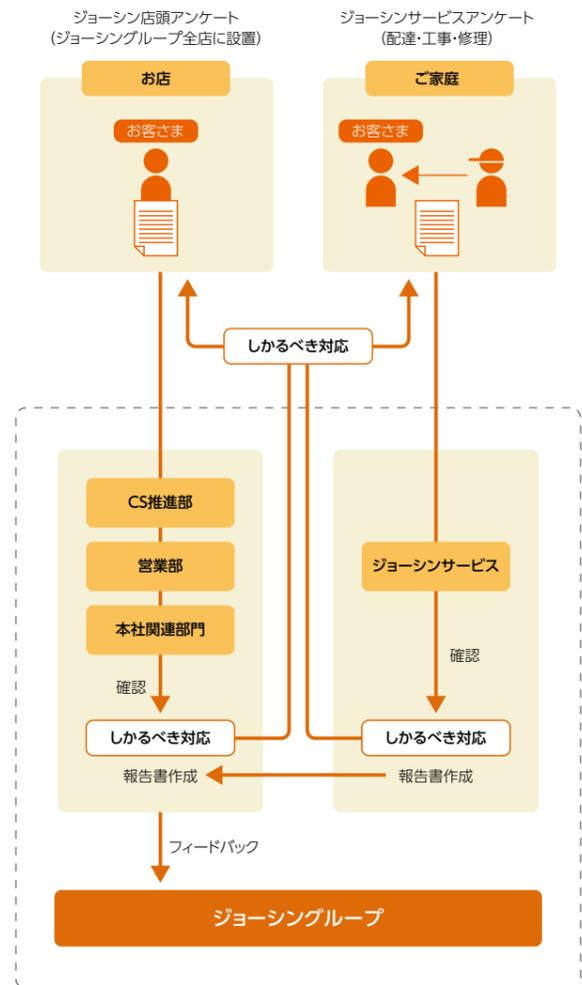 ジョーシン店頭アンケート
(ジョーシングループ全店に設置)
お店
お客さま
ジョーシンサービスアンケート
(配達・工事・修理)
ご家庭
お客さま
しかるべき対応
CS推進部
営業部
本社関連部門
確認
しかるべき対応
報告書作成
ジョーシンサービス
確認
しかるべき対応
報告書作成
フィードバック
ジョーシングループ